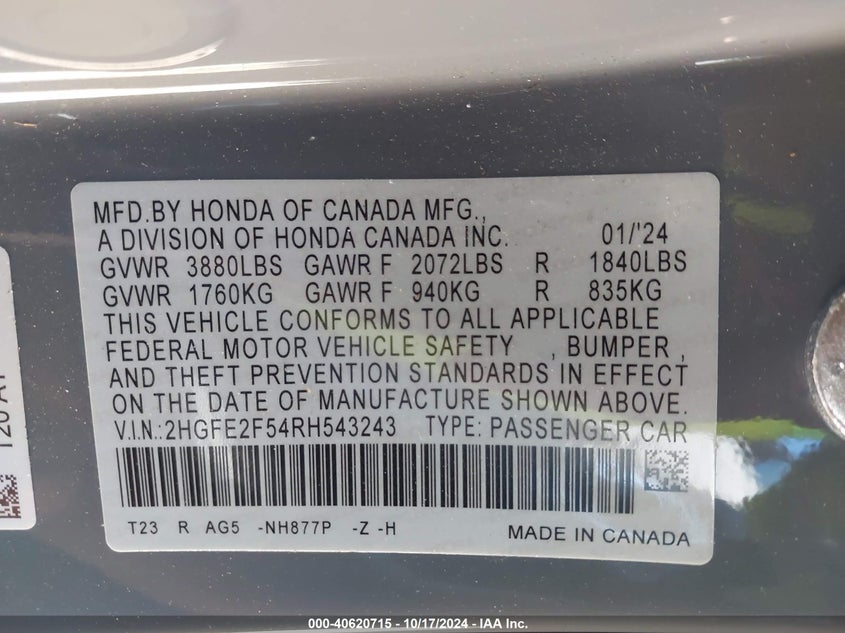 MFD.BY HONDA OF CANADA MFG.,
A DIVISION OF HONDA CANADA INC. 01/'24
GVWR 3880LBS GAWR F 2072LBS R 1840LBS
GVWR 1760KG GAWR F 940KG R 835KG
THIS VEHICLE CONFORMS TO ALL APPLICABLE
FEDERAL MOTOR VEHICLE SAFETY , BUMPER ,
AND THEFT PREVENTION STANDARDS IN EFFECT
ON THE DATE OF MANUFACTURE SHOWN ABOVE.
V.I.N.:2HGFE2F54RH543243 TYPE: PASSENGER CAR
T23 R AG5 -NH877P -Z -H MADE IN CANADA
000-40620715 - 10/17/2024 - IAA Inc.